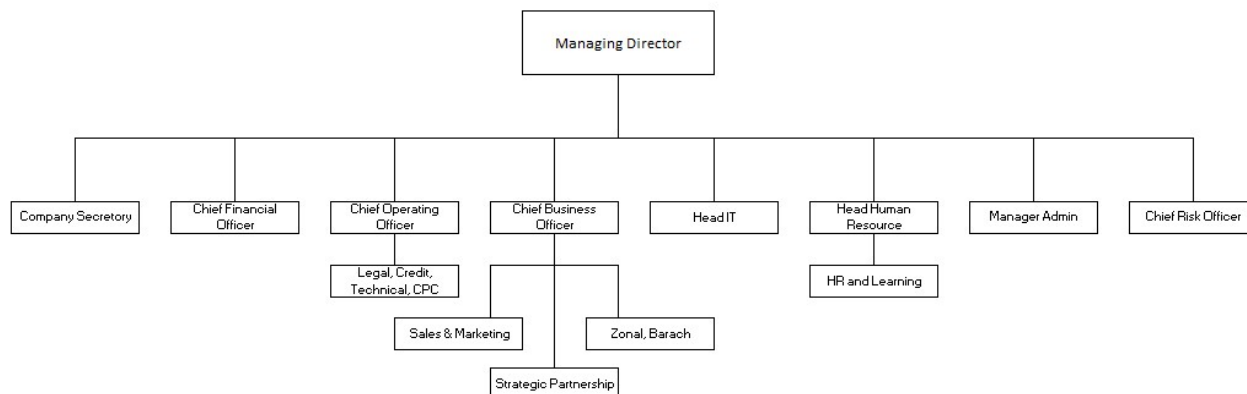 Managing Director
Company Secretory
Chief Financial
Officer
Chief Operating
Officer
Chief Business
Officer
Head IT
Head Human
Resource
Manager Admin
Chief Risk Officer
Legal, Credit,
Technical, CPC
HR and Learning
Sales & Marketing
Zonal, Barach
Strategic Partnership